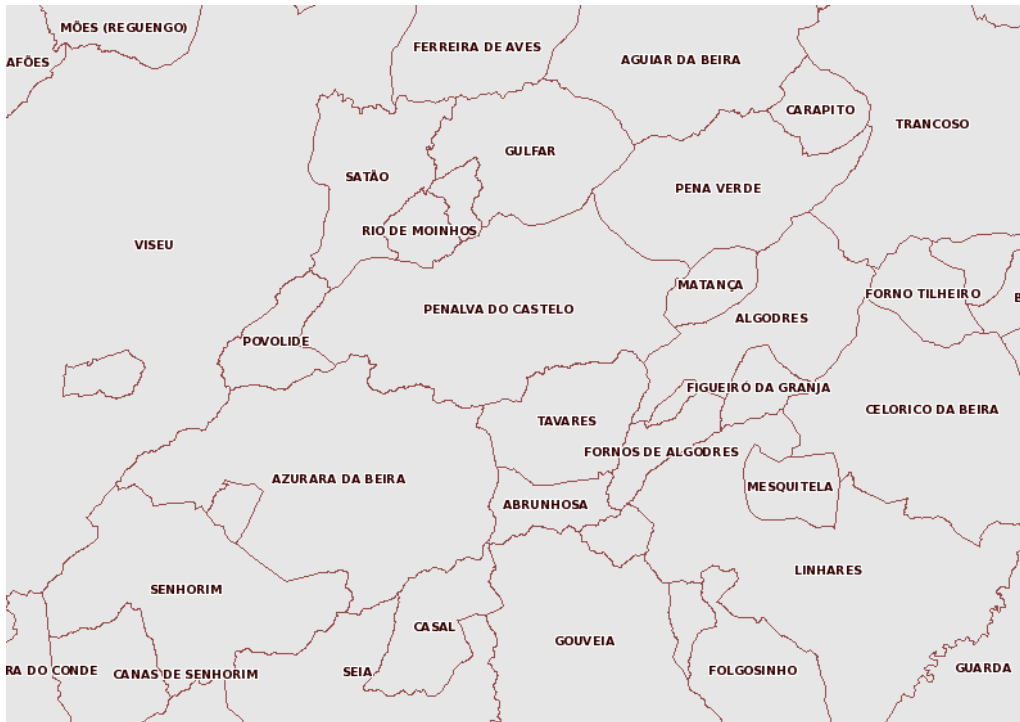 MÕES (REGUENGO)
FERREIRA DE AVES
AFÕES
AGUIAR DA BEIRA
CARAPITO
TRANCOSO
GULFAR
SATÃO
PENA VERDE
RIO DE MOINHOS
VISEU
MATANÇA
FORNO TILHEIRO
B
PENALVA DO CASTELO
ALGODRES
POVOLIDE
FIGUEIRÓ DA GRANJA
CELORICO DA BEIRA
TAVARES
FORNOS DE ALGODRES
AZURARA DA BEIRA
MESQUITELA
ABRUNHOSA
LINHARES
SENHORIM
CASAL
GOUVEIA
RA DO CONDE
CANAS DE SENHORIM
SEIA
FOLGOSINHO
GUARDA